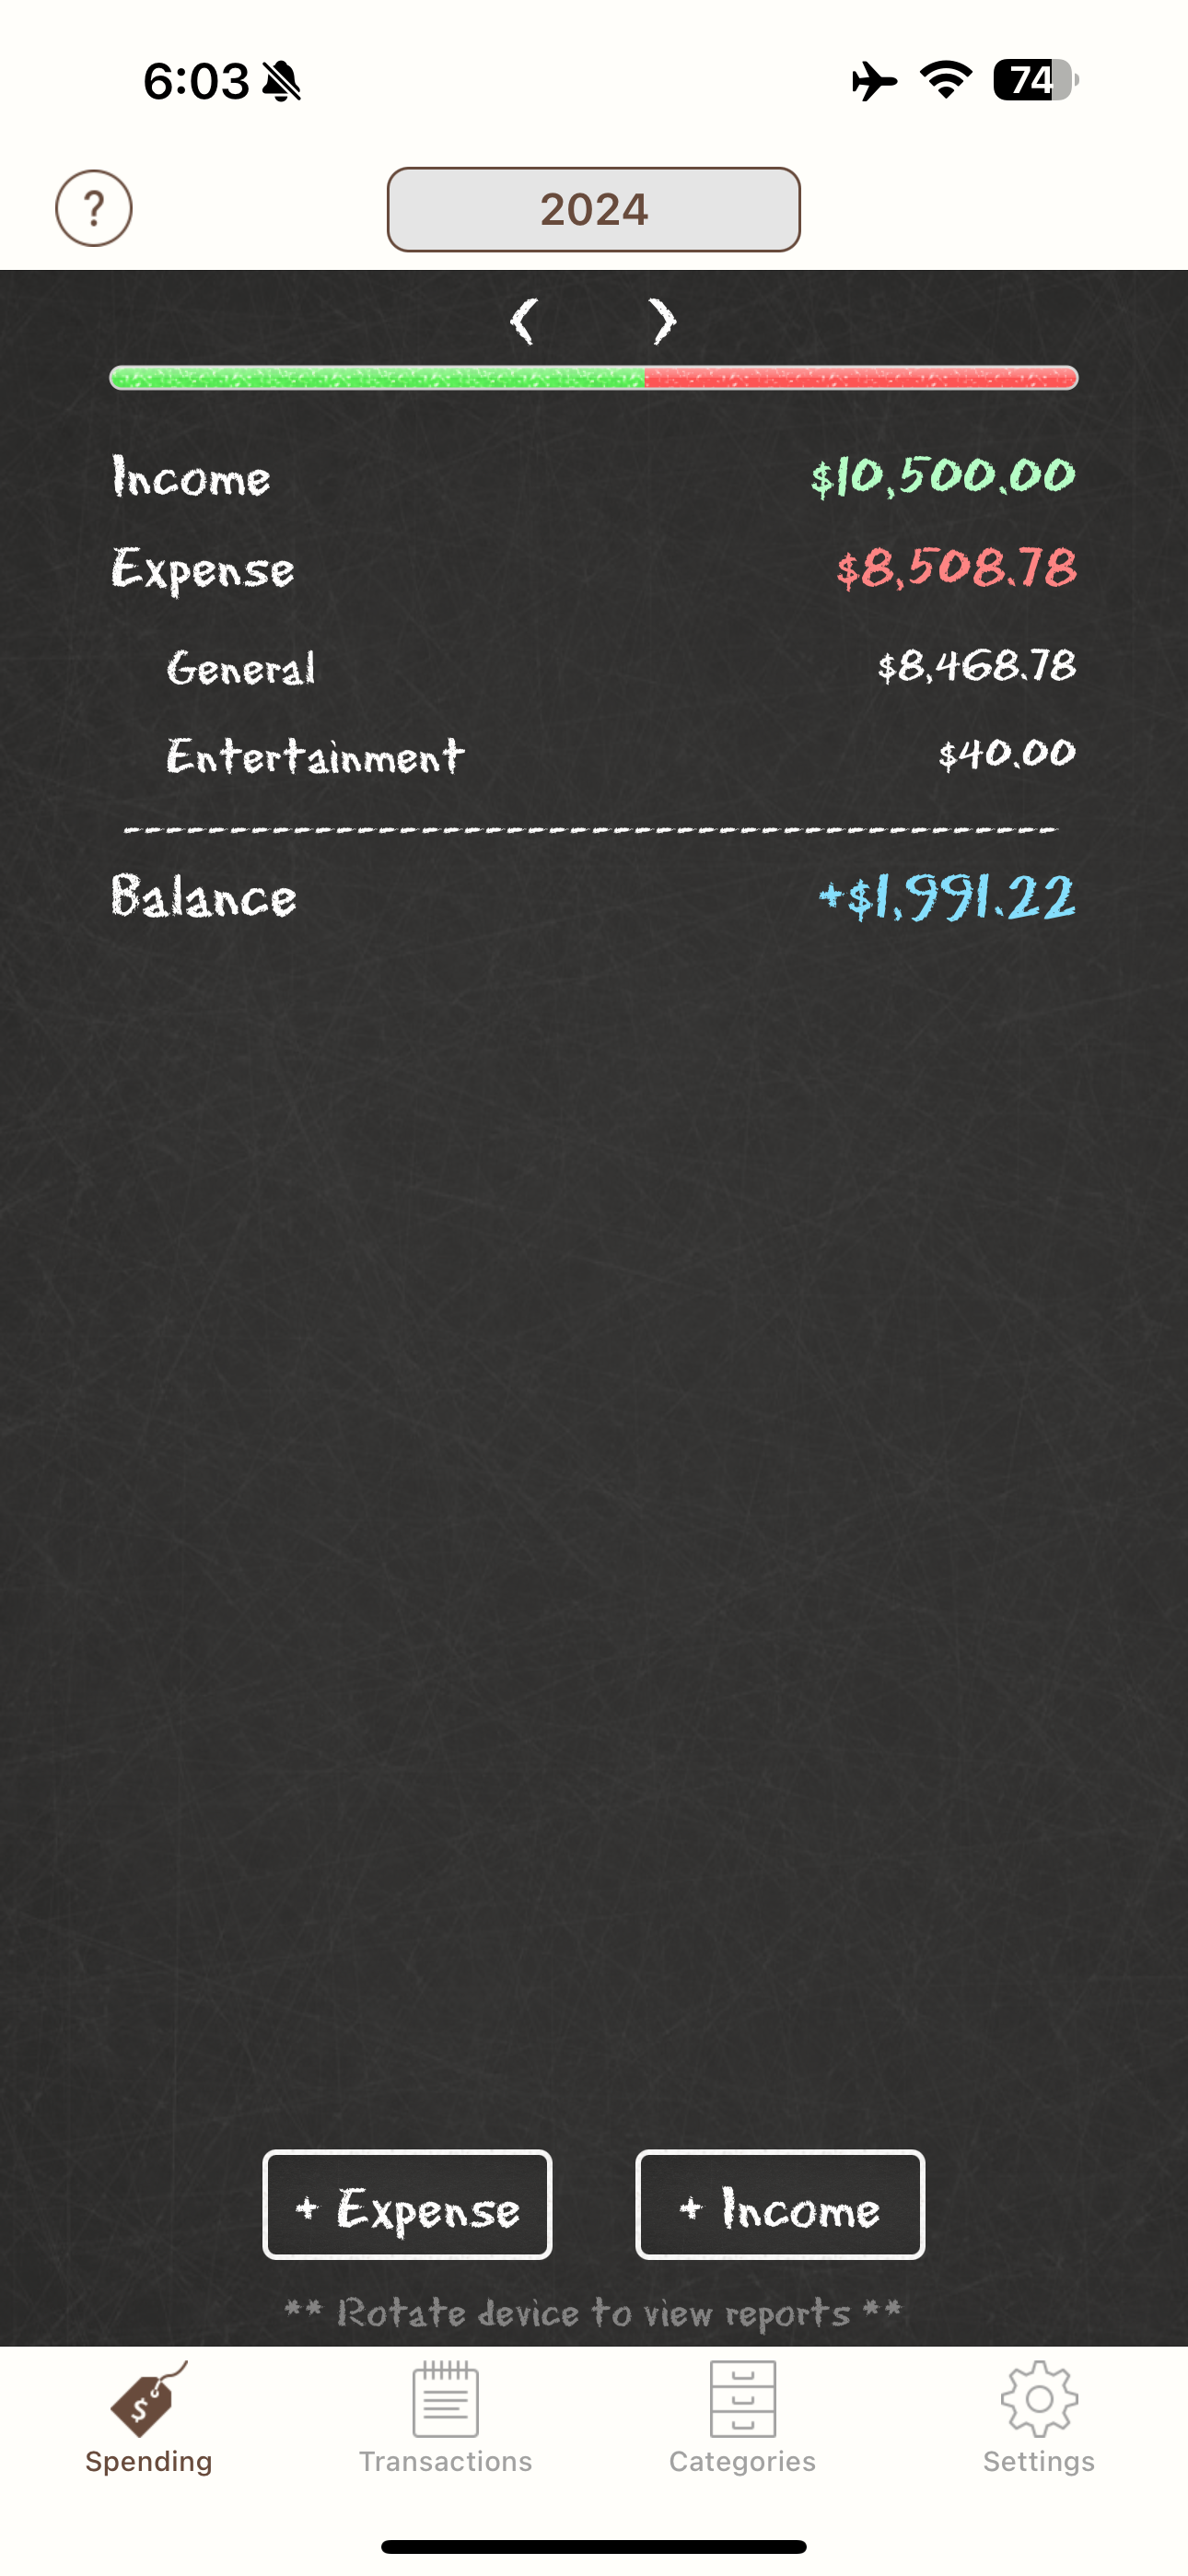 6:03 74
?
2024
Income $10,500.00
Expense $8,508.78
General $8,468.78
Entertainment $40.00
Balance +$1,991.22
+ Expense + Income
** Rotate device to view reports **
Spending Transactions Categories Settings